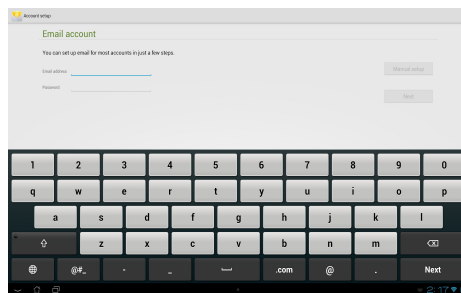 Account setup
Email account
You can set up email for most accounts in just a few steps.
Email address
Manual setup
Password
Next
1 2 3 4 5 6 7 8 9 0
q w e r t y u i o p
a s d f g h j k l
z x c v b n m
@#_ - _ .com @ . Next
2:17